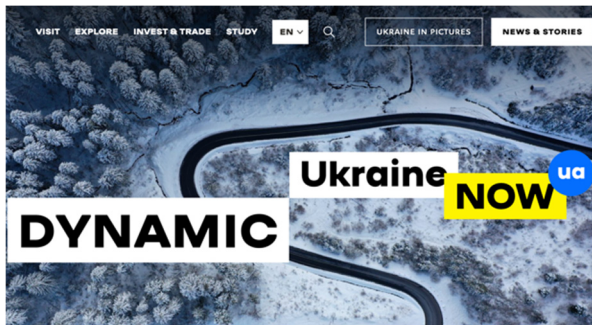 VISIT EXPLORE INVEST & TRADE STUDY EN UKRAINE IN PICTURES NEWS & STORIES
Ukraine
NOW ua
DYNAMIC